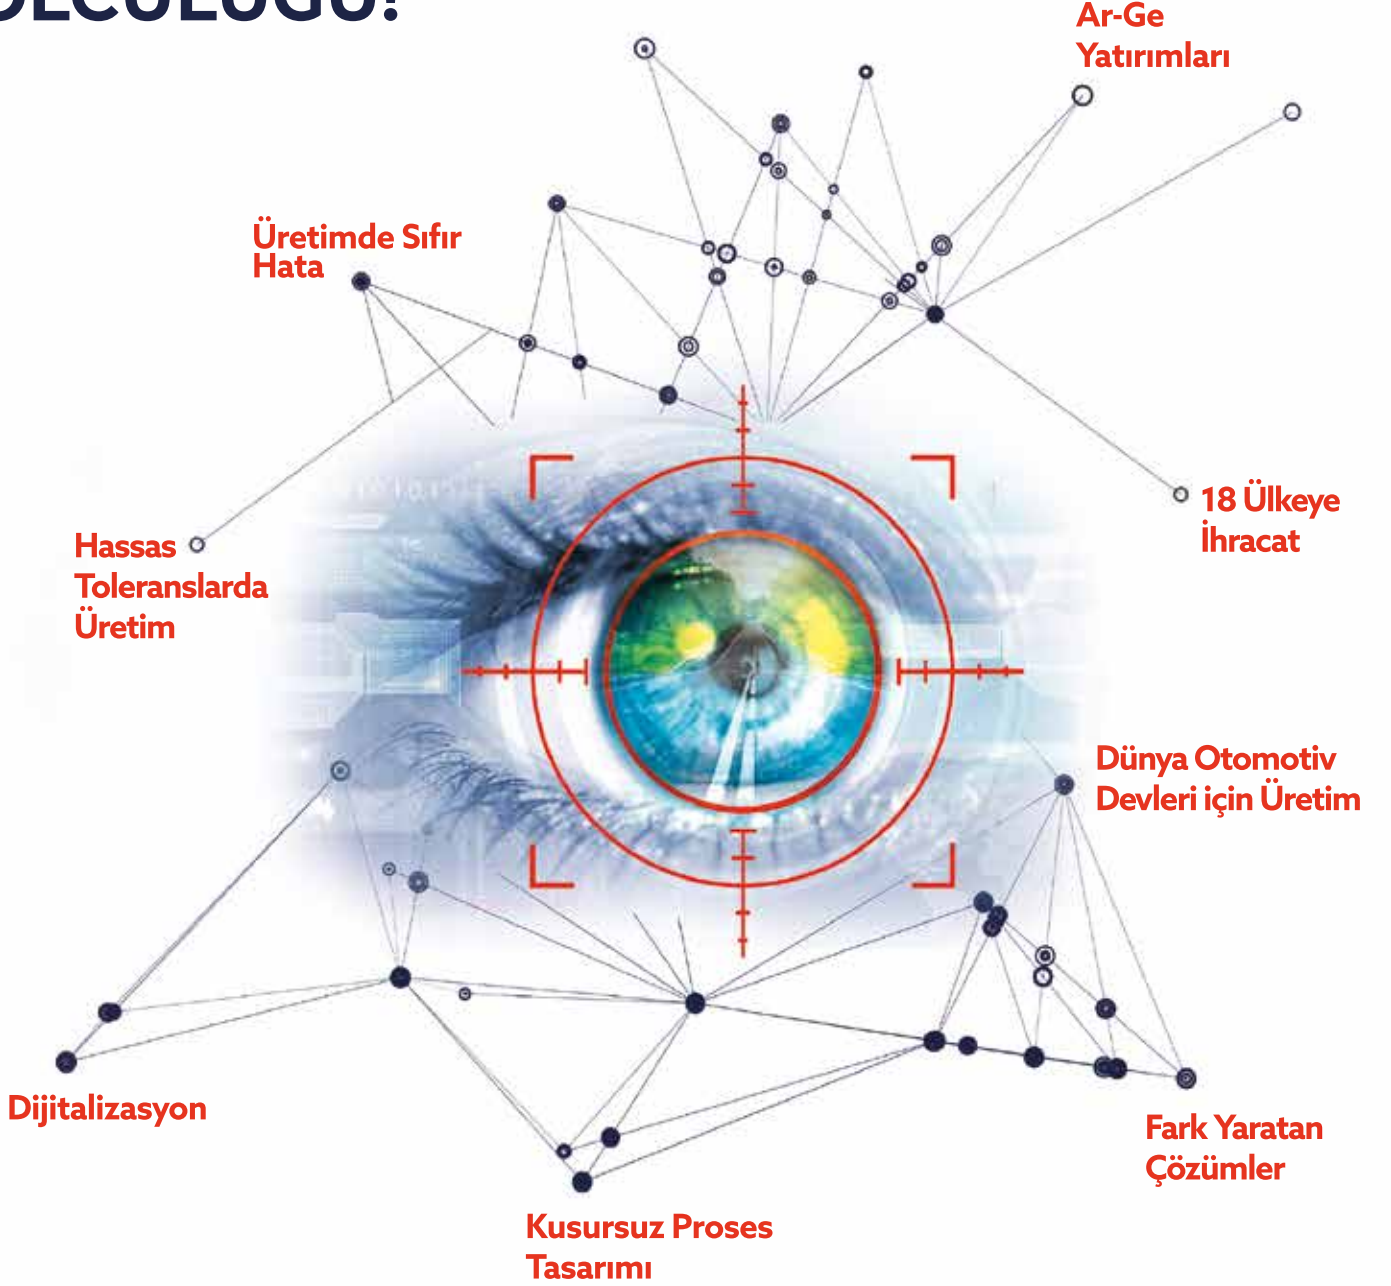 Ar-Ge
Yatırımları
Üretimde Sıfır
Hata
18 Ülkeye
İhracat
Hassas
Toleranslarda
Üretim
Dünya Otomotiv
Devleri için Üretim
Dijitalizasyon
Fark Yaratan
Çözümler
Kusursuz Proses
Tasarımı